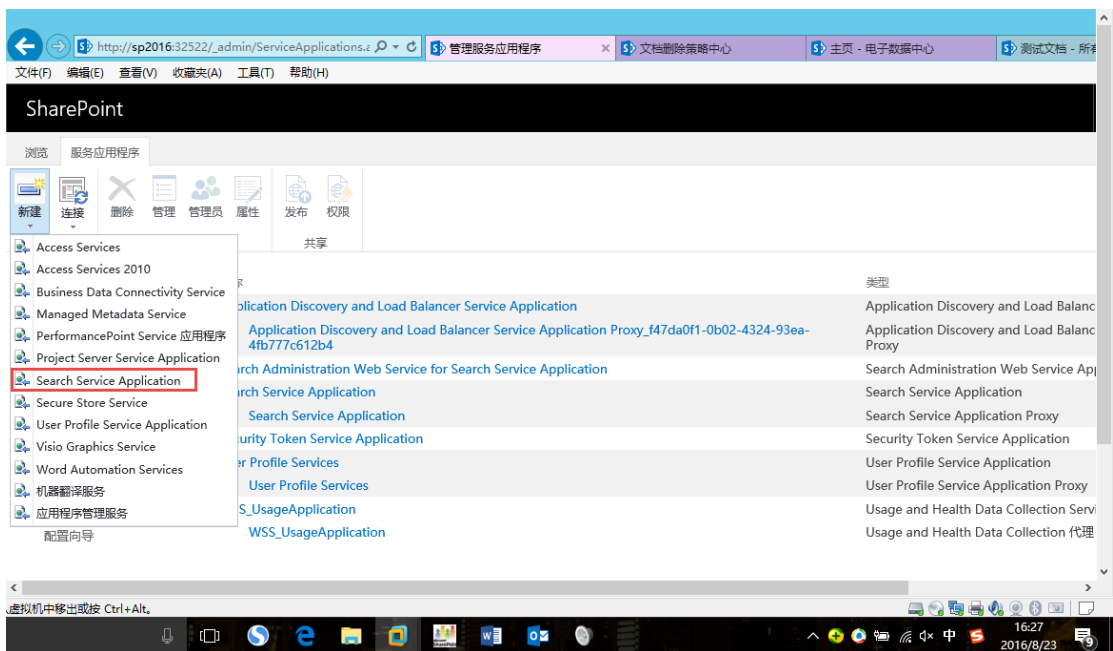 http://sp2016:32522/_admin/ServiceApplications.a
管理服务应用程序
文档删除策略中心
主页 - 电子数据中心
测试文档 - 所有
文件(F) 编辑(E) 查看(V) 收藏夹(A) 工具(T) 帮助(H)
SharePoint
浏览 服务应用程序
新建 连接 删除 管理 管理员 属性 发布 权限
共享
Access Services
Access Services 2010
Business Data Connectivity Service
Managed Metadata Service
PerformancePoint Service 应用程序
Project Server Service Application
Search Service Application
Secure Store Service
User Profile Service Application
Visio Graphics Service
Word Automation Services
机器翻译服务
应用程序管理服务
配置向导
类型
plication Discovery and Load Balancer Service Application
Application Discovery and Load Balanc
Application Discovery and Load Balancer Service Application Proxy_f47da0f1-0b02-4324-93ea-
4fb777c612b4
Application Discovery and Load Balanc
Proxy
rch Administration Web Service for Search Service Application
Search Administration Web Service Ap
rch Service Application
Search Service Application
Search Service Application
Search Service Application Proxy
urity Token Service Application
Security Token Service Application
er Profile Services
User Profile Service Application
User Profile Services
User Profile Service Application Proxy
S_UsageApplication
Usage and Health Data Collection Servi
WSS_UsageApplication
Usage and Health Data Collection 代理
虚拟机中移出或按 Ctrl+Alt。
中
16:27
2016/8/23